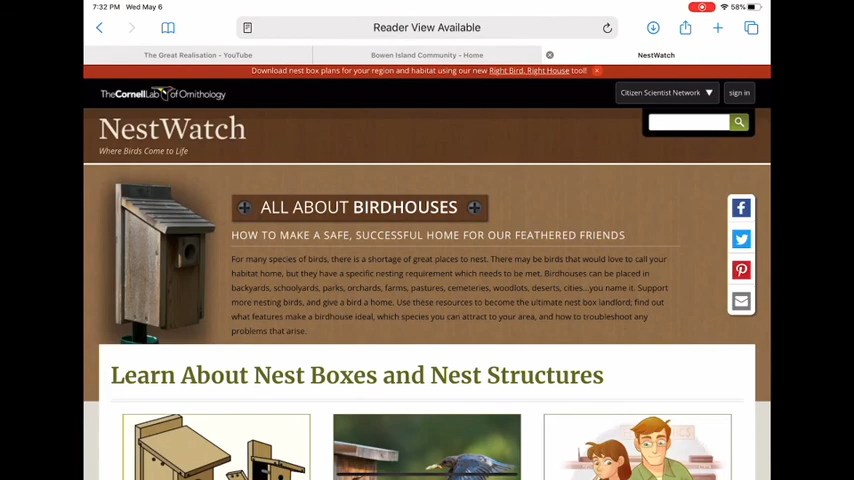 7:32 PM Wed May 6
58%
Reader View Available
The Great Realisation - YouTube
Bowen Island Community - Home
NestWatch
Download nest box plans for your region and habitat using our new Right Bird, Right House tool!
TheCornellLab of Ornithology
Citizen Scientist Network ▼
sign in
NestWatch
Where Birds Come to Life
ALL ABOUT BIRDHOUSES
HOW TO MAKE A SAFE, SUCCESSFUL HOME FOR OUR FEATHERED FRIENDS
For many species of birds, there is a shortage of great places to nest. There may be birds that would love to call your
habitat home, but they have a specific nesting requirement which needs to be met. Birdhouses can be placed in
backyards, schoolyards, parks, orchards, farms, pastures, cemeteries, woodlots, deserts, cities...you name it. Support
more nesting birds, and give a bird a home. Use these resources to become the ultimate nest box landlord; find out
what features make a birdhouse ideal, which species you can attract to your area, and how to troubleshoot any
problems that arise.
Learn About Nest Boxes and Nest Structures